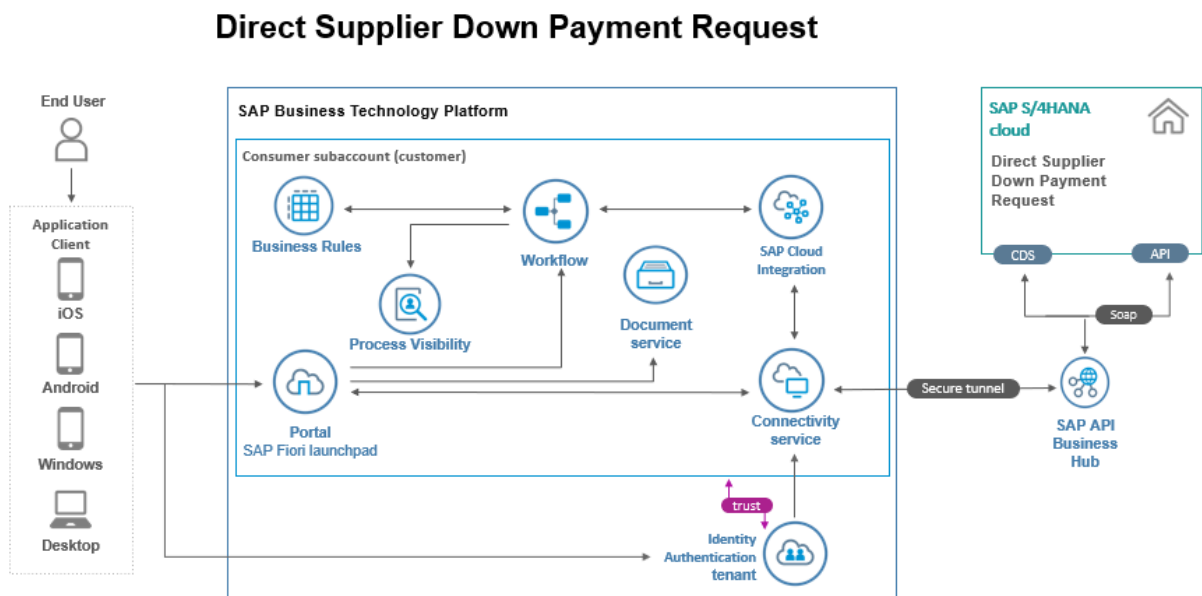 Direct Supplier Down Payment Request
End User
Application
Client
iOS
Android
Windows
Desktop
SAP Business Technology Platform
Consumer subaccount (customer)
Business Rules
Workflow
SAP Cloud
Integration
Process Visibility
Document
service
Portal
SAP Fiori launchpad
Connectivity
service
trust
Identity
Authentication
tenant
Secure tunnel
SAP S/4HANA
cloud
Direct Supplier
Down Payment
Request
CDS
API
Soap
SAP API
Business
Hub